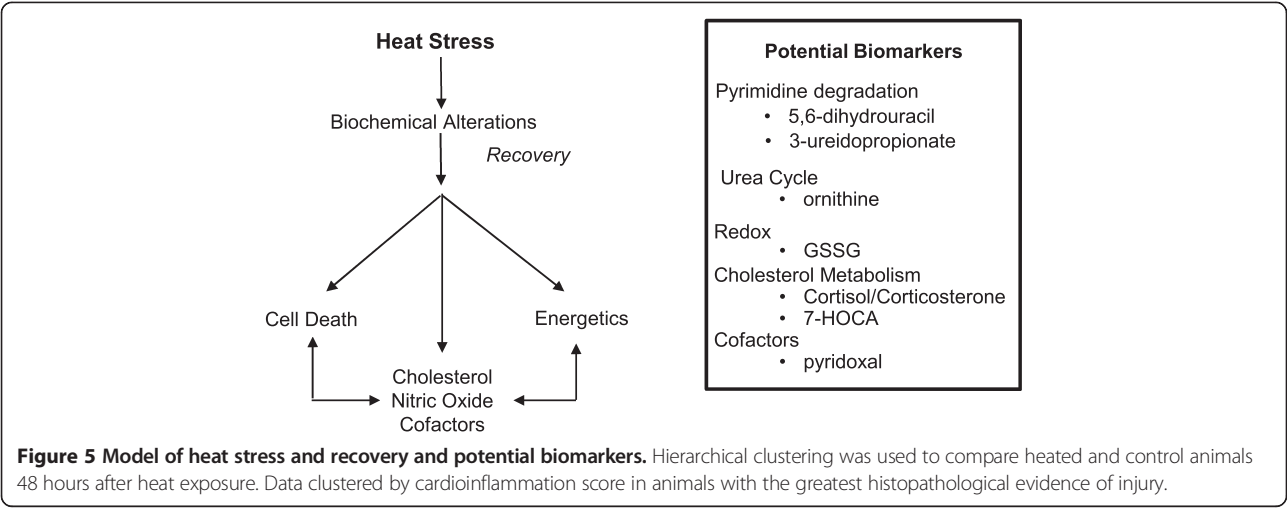 Heat Stress
Biochemical Alterations
Recovery
Cell Death
Energetics
Cholesterol
Nitric Oxide
Cofactors
Potential Biomarkers
Pyrimidine degradation
• 5,6-dihydrouracil
• 3-ureidopropionate
Urea Cycle
• ornithine
Redox
• GSSG
Cholesterol Metabolism
• Cortisol/Corticosterone
• 7-HOCA
Cofactors
• pyridoxal
Figure 5 Model of heat stress and recovery and potential biomarkers. Hierarchical clustering was used to compare heated and control animals
48 hours after heat exposure. Data clustered by cardioinflammation score in animals with the greatest histopathological evidence of injury.